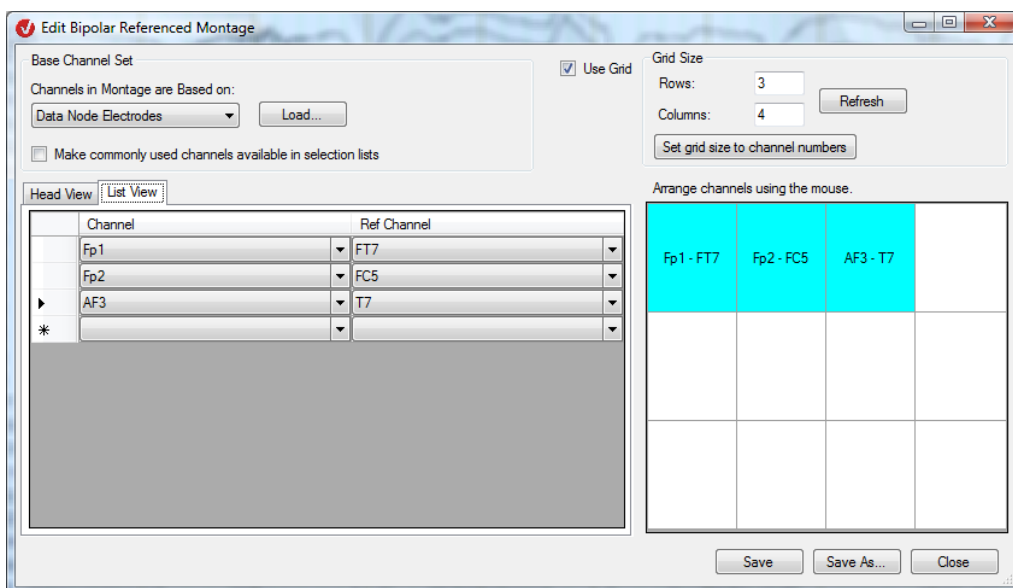 Edit Bipolar Referenced Montage
Base Channel Set
Channels in Montage are Based on:
Data Node Electrodes
Load...
Make commonly used channels available in selection lists
Use Grid
Grid Size
Rows:
3
Columns:
4
Refresh
Set grid size to channel numbers
Head View
List View
Channel Ref Channel
Fp1 FT7
Fp2 FC5
AF3 T7
Arrange channels using the mouse.
Fp1 - FT7 Fp2 - FC5 AF3 - T7
Save Save As... Close